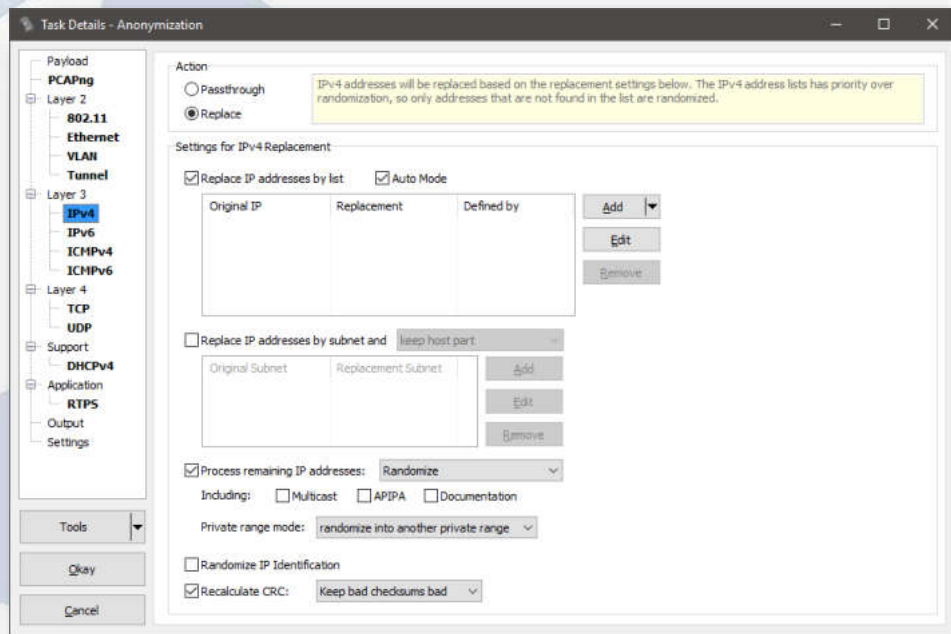 Task Details - Anonymization
Payload
PCAPng
Layer 2
802.11
Ethernet
VLAN
Tunnel
Layer 3
IPv4
IPv6
ICMPv4
ICMPv6
Layer 4
TCP
UDP
Support
DHCPv4
Application
RTPS
Output
Settings
Tools
Okay
Cancel
Action
Passthrough
Replace
IPv4 addresses will be replaced based on the replacement settings below. The IPv4 address lists has priority over
randomization, so only addresses that are not found in the list are randomized.
Settings for IPv4 Replacement
Replace IP addresses by list Auto Mode
Original IP Replacement Defined by
Add
Edit
Remove
Replace IP addresses by subnet and keep host part
Original Subnet Replacement Subnet
Add
Edit
Remove
Process remaining IP addresses: Randomize
Including: Multicast APIPA Documentation
Private range mode: randomize into another private range
Randomize IP Identification
Recalculate CRC: Keep bad checksums bad